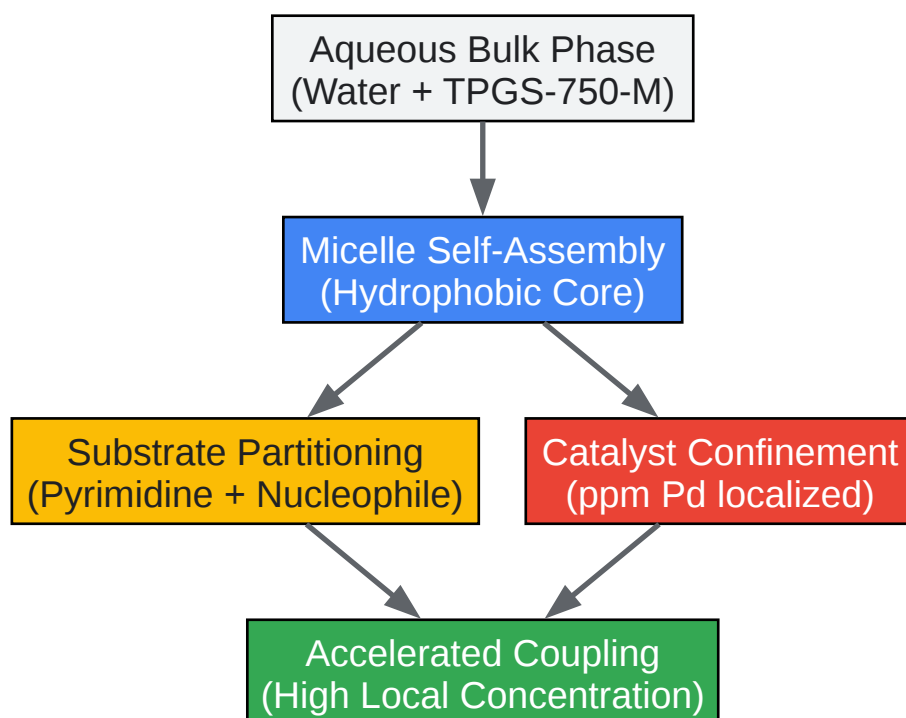 Aqueous Bulk Phase
(Water + TPGS-750-M)
Micelle Self-Assembly
(Hydrophobic Core)
Substrate Partitioning
(Pyrimidine + Nucleophile)
Catalyst Confinement
(ppm Pd localized)
Accelerated Coupling
(High Local Concentration)